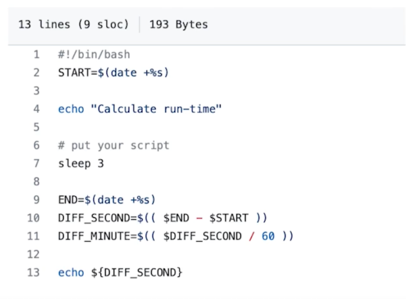 13 lines (9 sloc) 193 Bytes
1 #!/bin/bash
2 START=$(date +%s)
3
4 echo "Calculate run-time"
5
6 # put your script
7 sleep 3
8
9 END=$(date +%s)
10 DIFF_SECOND=$(( $END - $START ))
11 DIFF_MINUTE=$(( $DIFF_SECOND / 60 ))
12
13 echo ${DIFF_SECOND}